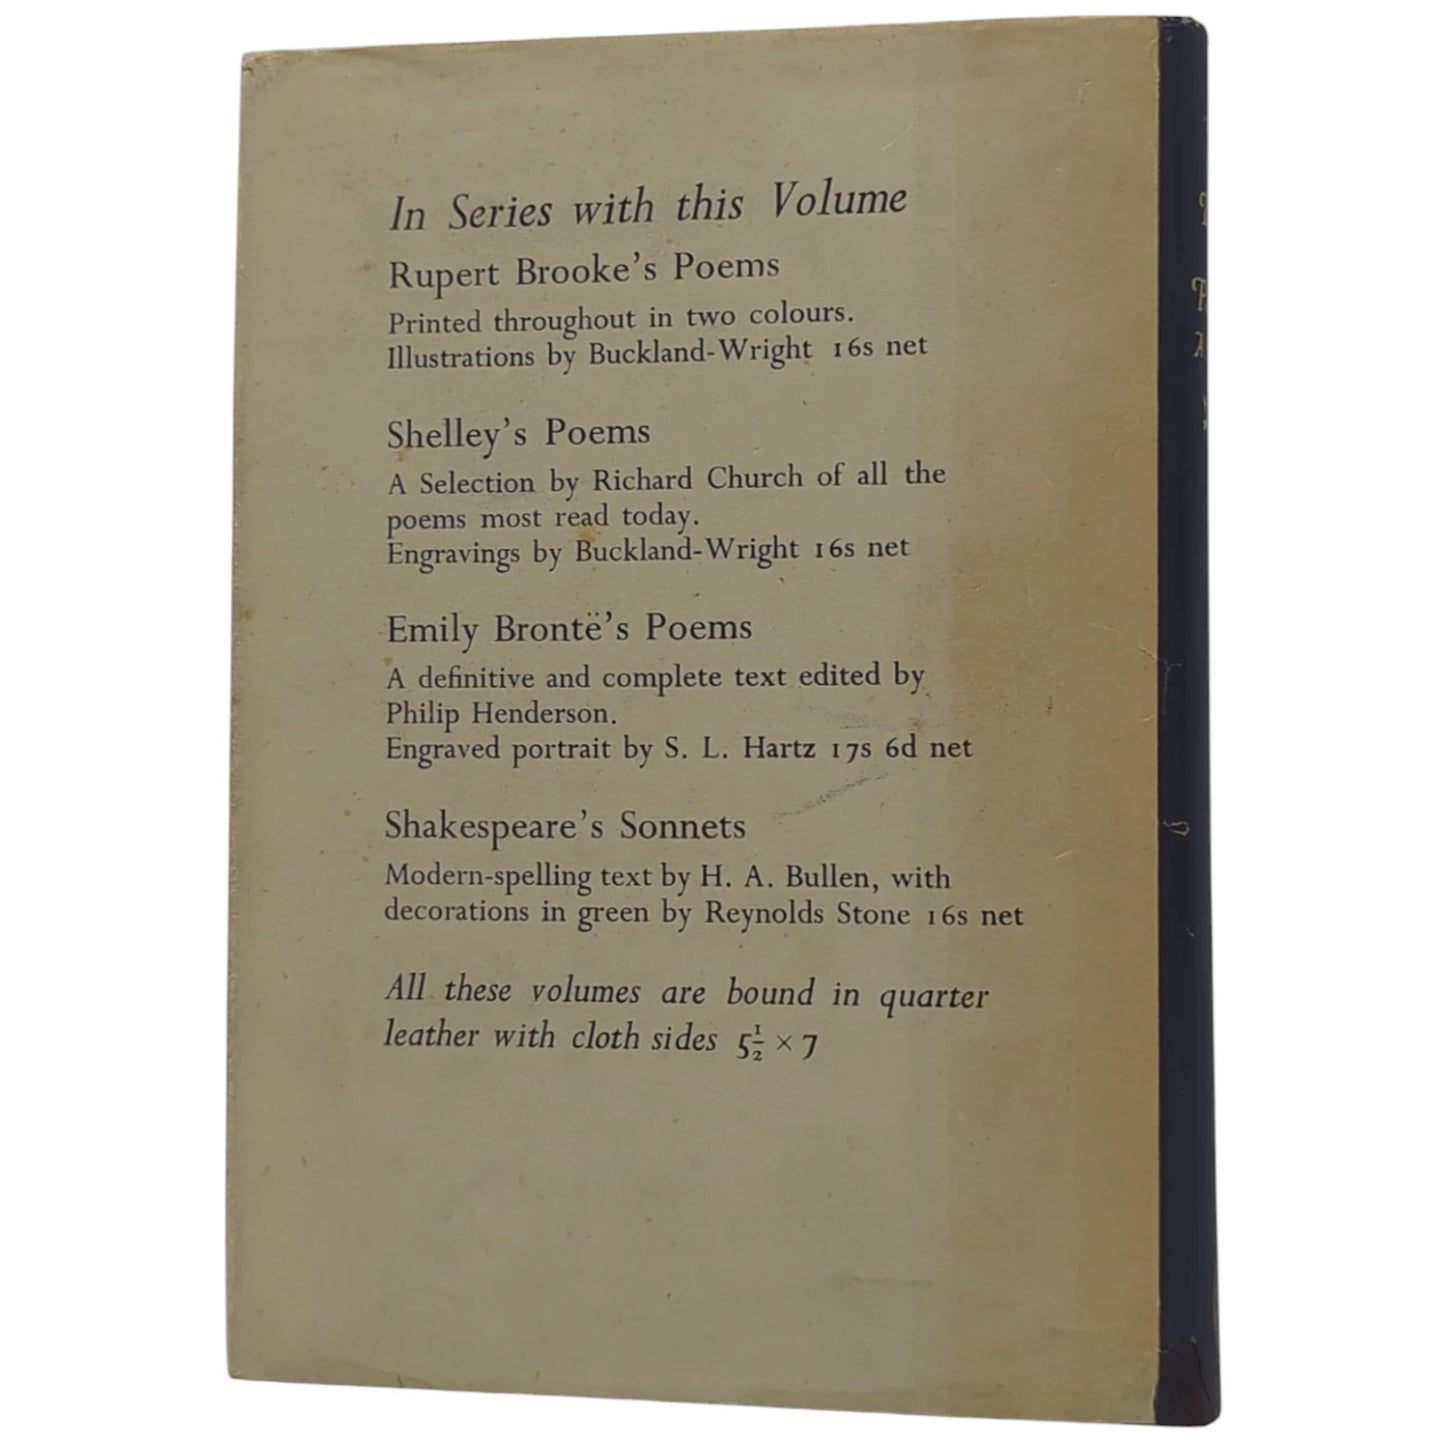 In Series with this Volume
Rupert Brooke's Poems
Printed throughout in two colours.
Illustrations by Buckland-Wright 16s net
Shelley's Poems
A Selection by Richard Church of all the
poems most read today.
Engravings by Buckland-Wright 16s net
Emily Brontë's Poems
A definitive and complete text edited by
Philip Henderson.
Engraved portrait by S. L. Hartz 17s 6d net
Shakespeare's Sonnets
Modern-spelling text by H. A. Bullen, with
decorations in green by Reynolds Stone 16s net
All these volumes are bound in quarter
leather with cloth sides 5½ × 7